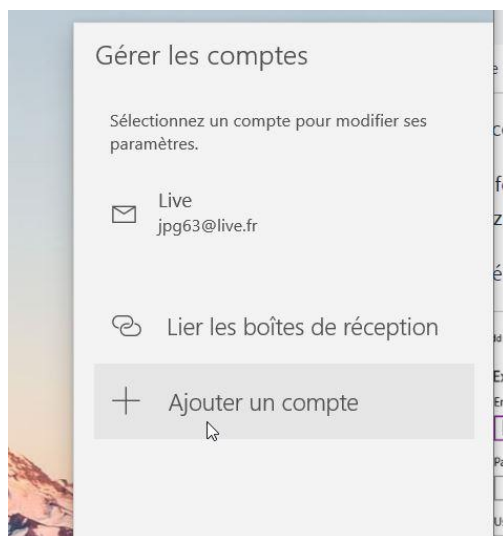 Gérer les comptes
Sélectionnez un compte pour modifier ses
paramètres.
Live
jpg63@live.fr
Lier les boîtes de réception
Ajouter un compte